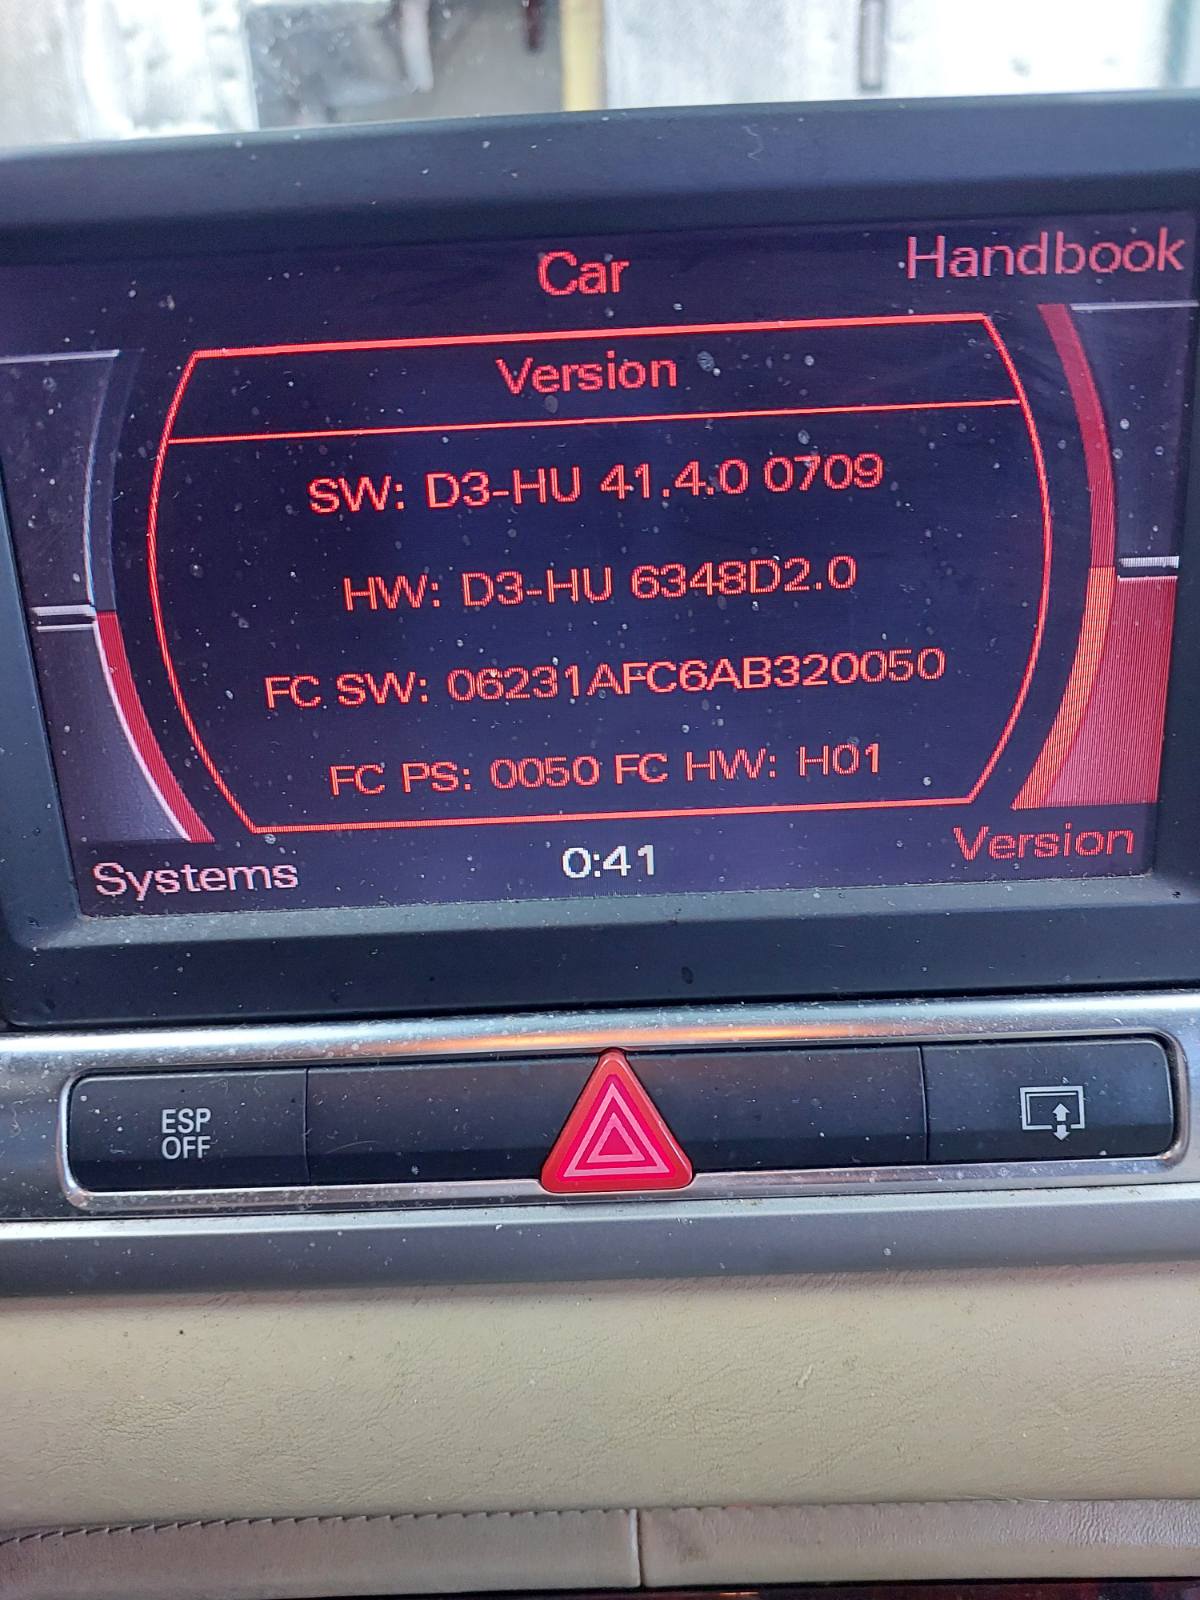 Car
Handbook
Version
SW: D3-HU 41.4.0 0709
HW: D3-HU 6348D2.0
FC SW: 06231AFC6AB320050
FC PS: 0050 FC HW: H01
Systems
0:41
Version
ESP
OFF